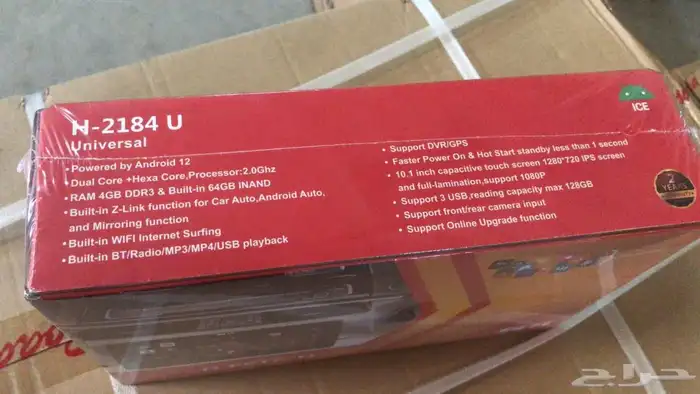 N-2184 U
Universal
•Powered by Android 12
•Dual Core +Hexa Core,Processor:2.0Ghz
•RAM 4GB DDR3 & Built-in 64GB INAND
•Built-in Z-Link function for Car Auto,Android Auto,
and Mirroring function
•Built-in WIFI Internet Surfing
•Built-in BT/Radio/MP3/MP4/USB playback
• Support DVR/GPS
• Faster Power On & Hot Start standby less than 1 second
• 10.1 inch capacitive touch screen 1280*720 IPS screen
and full-lamination,support 1080P
• Support 3 USB,reading capacity max 128GB
• Support front/rear camera input
• Support Online Upgrade function
ICE
2
YEARS
حراج